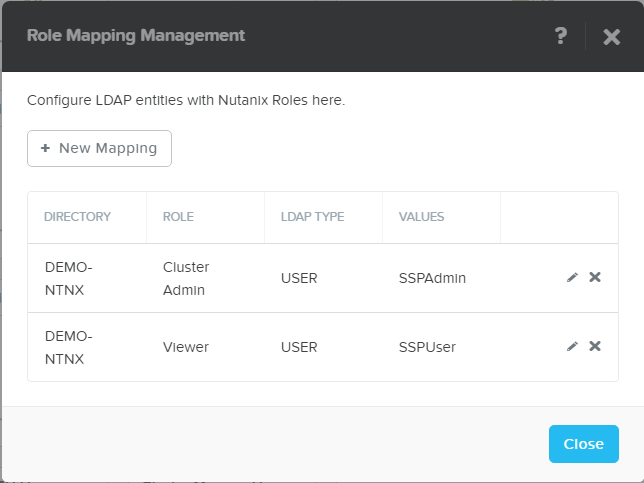 Role Mapping Management
?
Configure LDAP entities with Nutanix Roles here.
+ New Mapping
DIRECTORY ROLE LDAP TYPE VALUES
DEMO-NTNX Cluster Admin USER SSPAdmin
DEMO-NTNX Viewer USER SSPUser
Close